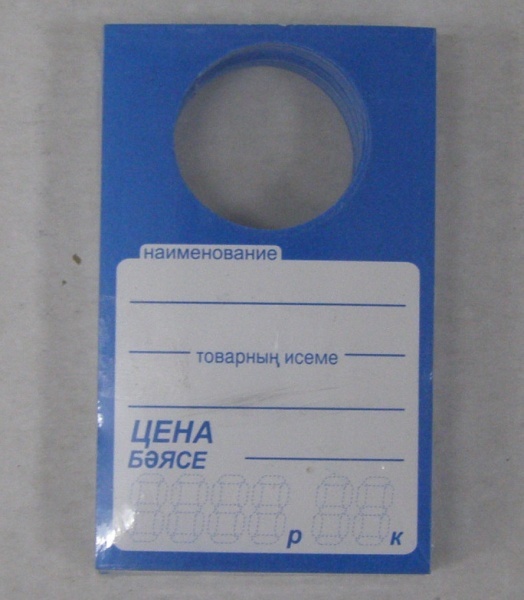 наименование
товарның исеме
ЦЕНА
БӘЯСЕ
р к